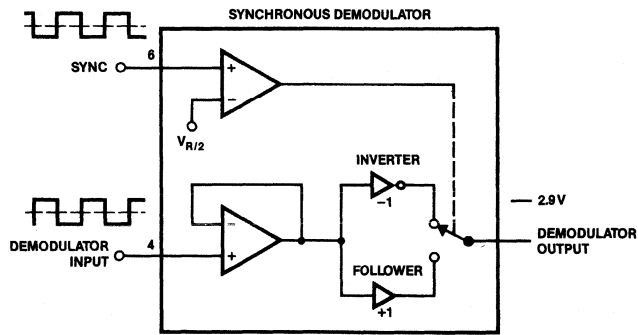 SYNCHRONOUS DEMODULATOR
6
SYNC
+
−
V R/2
INVERTER
−1
2.9V
4
−
DEMODULATOR
INPUT
+
DEMODULATOR
OUTPUT
FOLLOWER
+1